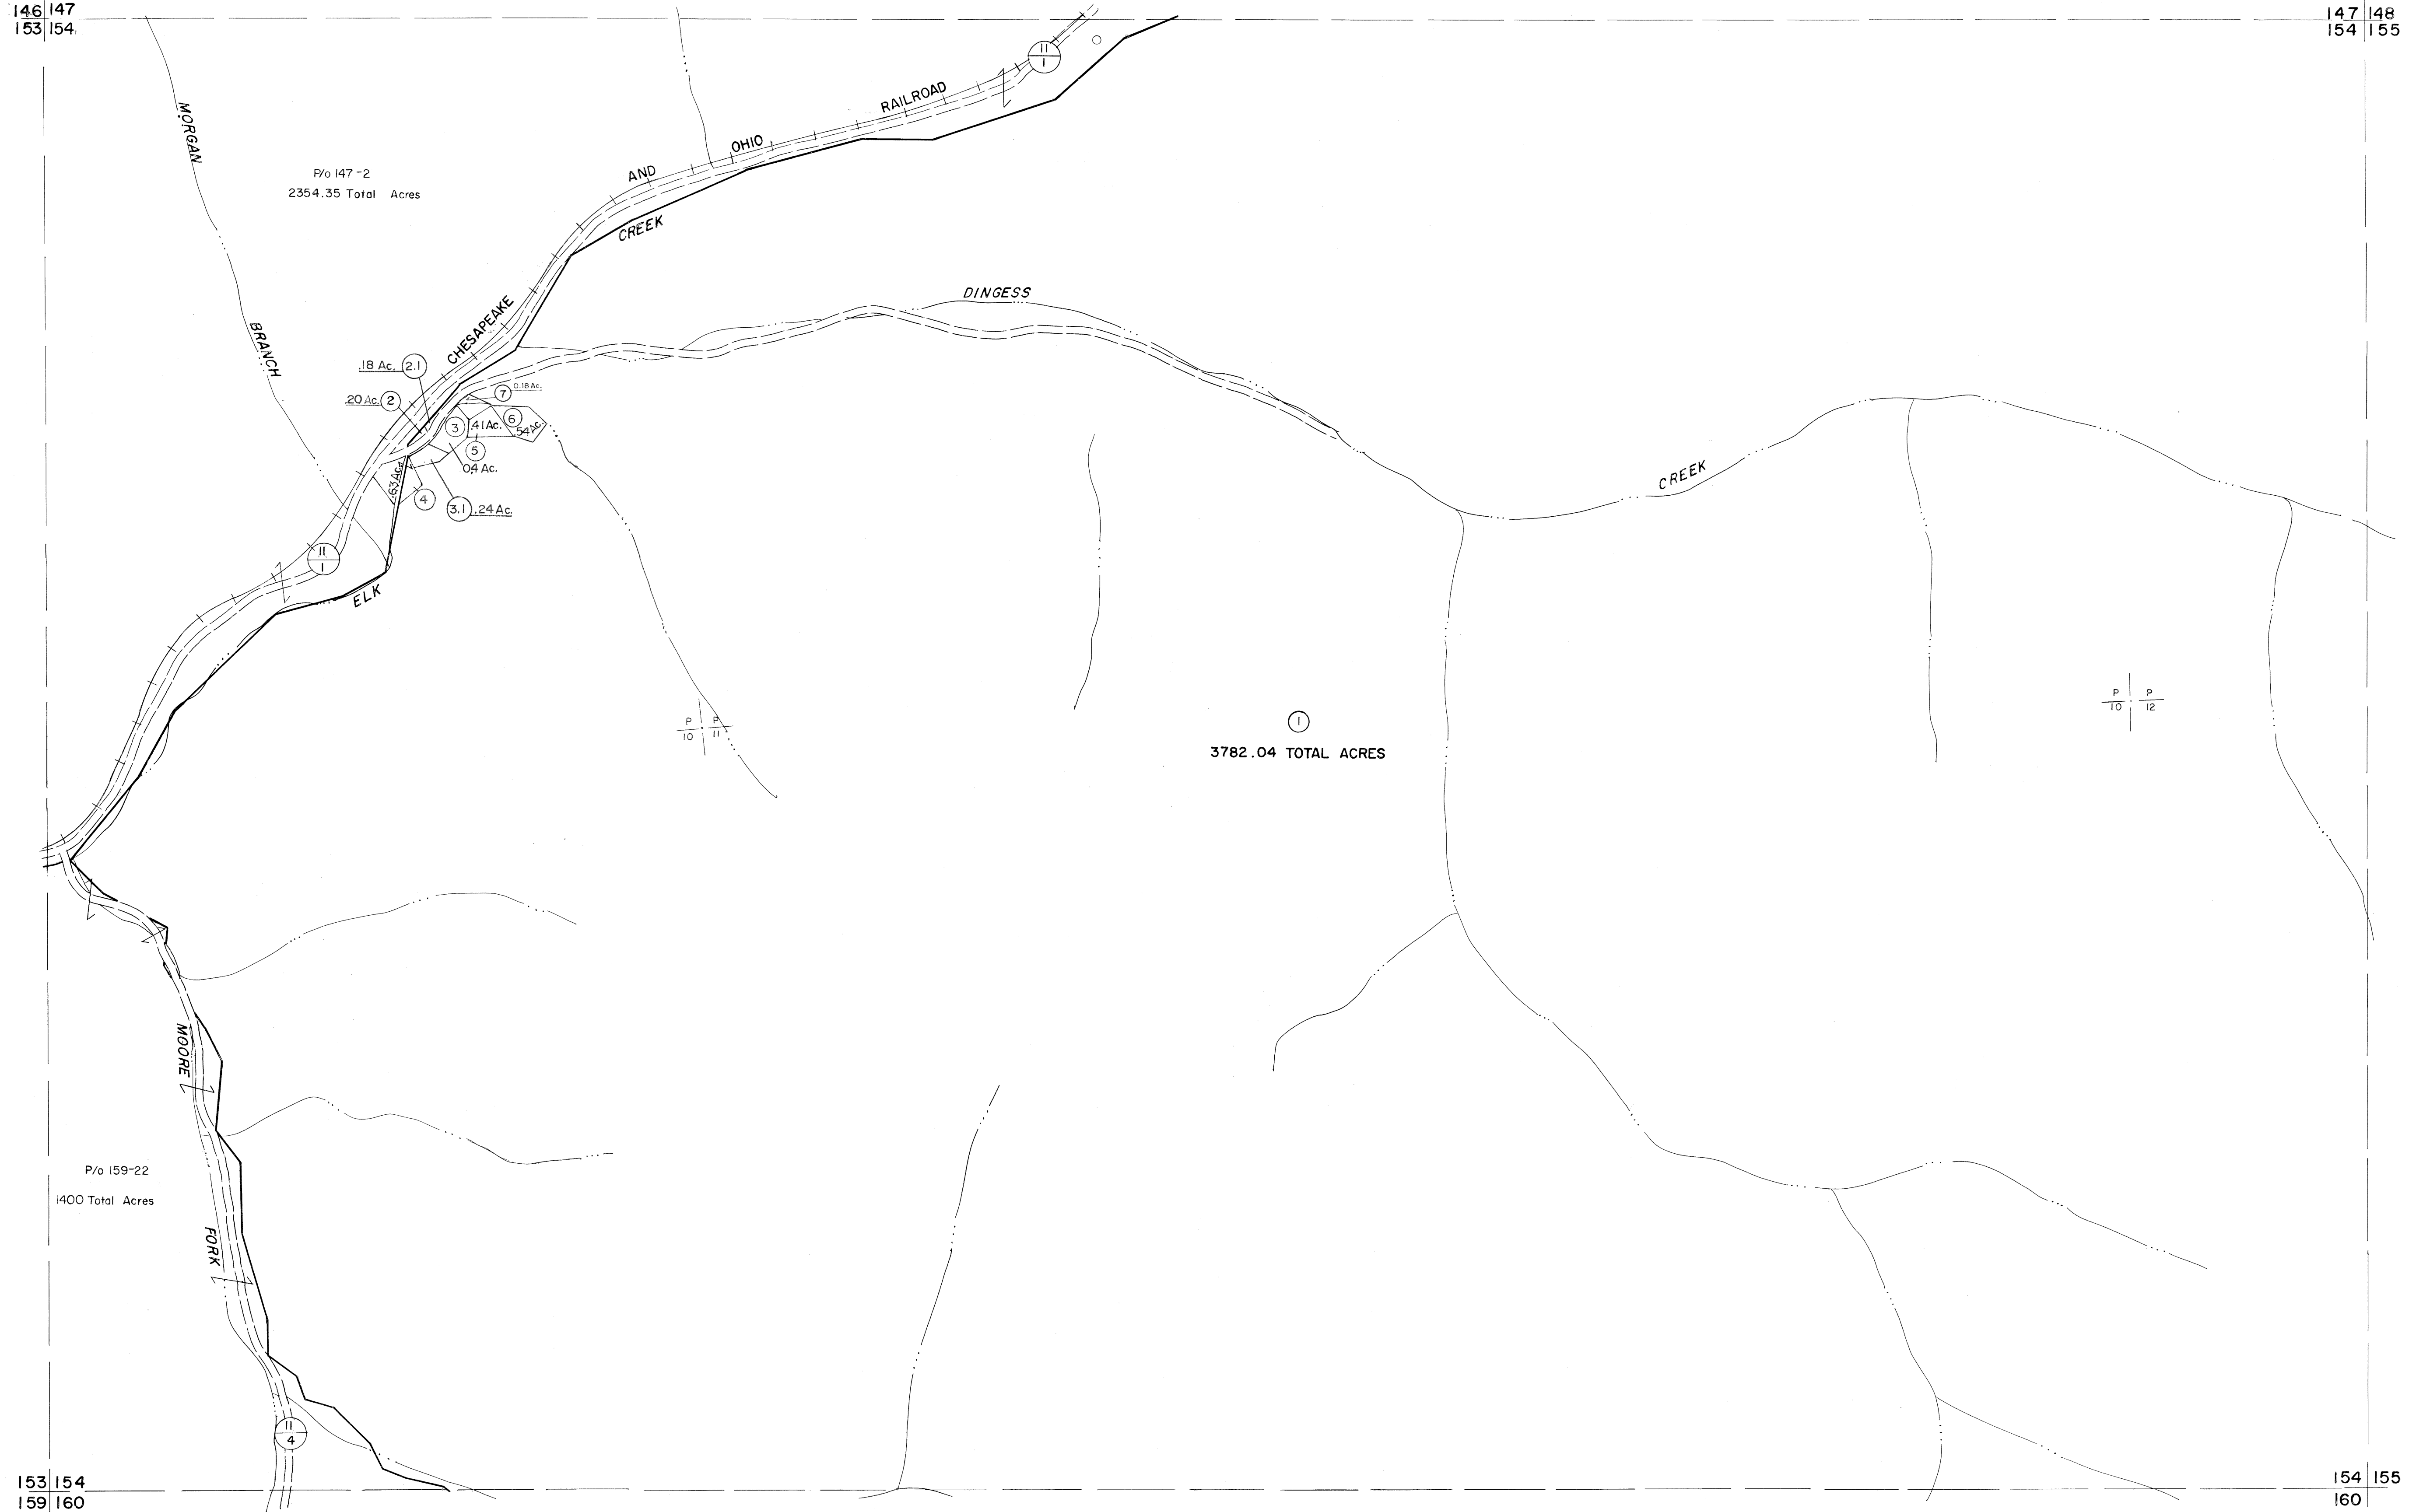 146 147
153 154
147 148
154 155
11
1
MORGAN
RAILROAD
OHIO
AND
P/o 147-2
2354.35 Total Acres
CREEK
DINGESS
CHESAPEAKE
BRANCH
.18 Ac. 2.1
.20 Ac. 2
7 0.18 Ac.
6
.54 Ac.
3 .41 Ac.
5
.04 Ac.
.63 Ac.
4
3.1 .24 Ac.
CREEK
11
1
ELK
P P
10 11
P P
10 12
1
3782.04 TOTAL ACRES
MOORE
P/o 159-22
1400 Total Acres
FORK
11
4
153 154
159 160
154 155
160